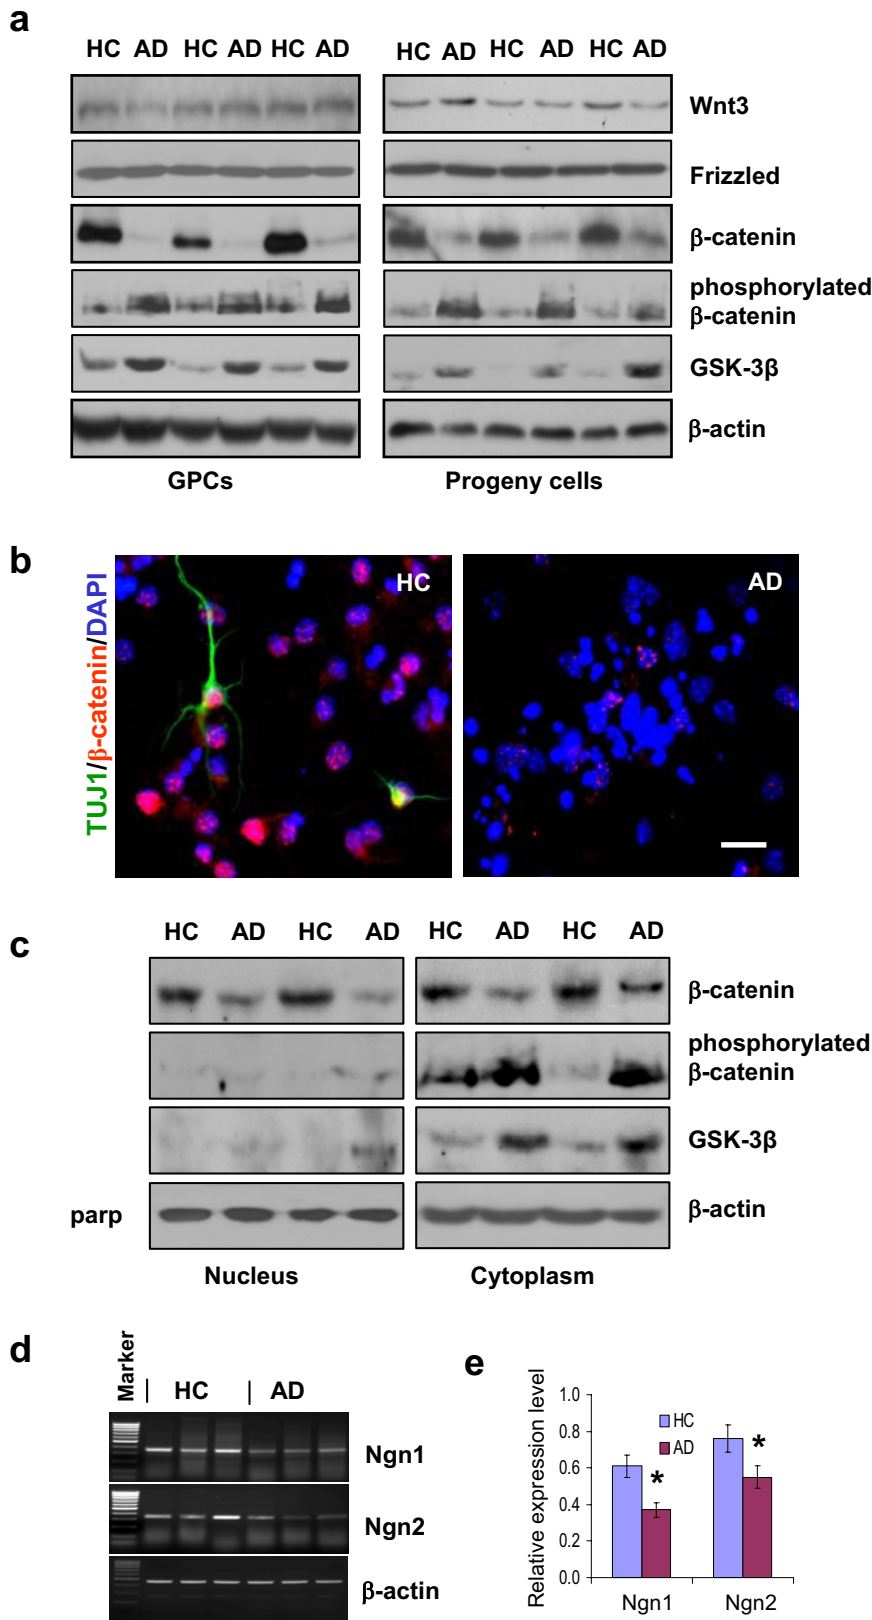 a
HC AD HC AD HC AD
HC AD HC AD HC AD
Wnt3
Frizzled
β-catenin
phosphorylated
β-catenin
GSK-3β
β-actin
GPCs
Progeny cells
b
TUJ1/β-catenin/DAPI
HC
AD
c
HC AD HC AD
HC AD HC AD
β-catenin
phosphorylated
β-catenin
GSK-3β
parp
β-actin
Nucleus
Cytoplasm
d
Marker
| HC | AD
Ngn1
Ngn2
β-actin
e
Relative expression level
1.0
0.8
0.6
0.4
0.2
0.0
HC
AD
*
*
Ngn1
Ngn2